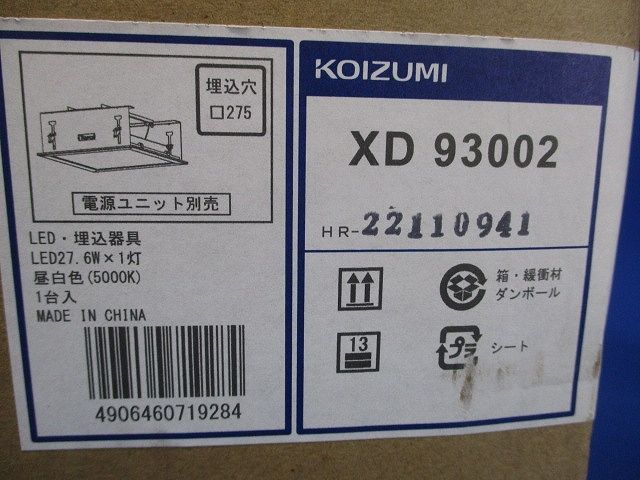 埋込穴
□275
電源ユニット別売
LED・埋込器具
LED27.6W×1灯
昼白色(5000K)
1台入
MADE IN CHINA
4906460719284
KOIZUMI
XD 93002
HR-22110941
箱・緩衝材
ダンボール
13
プラ
シート